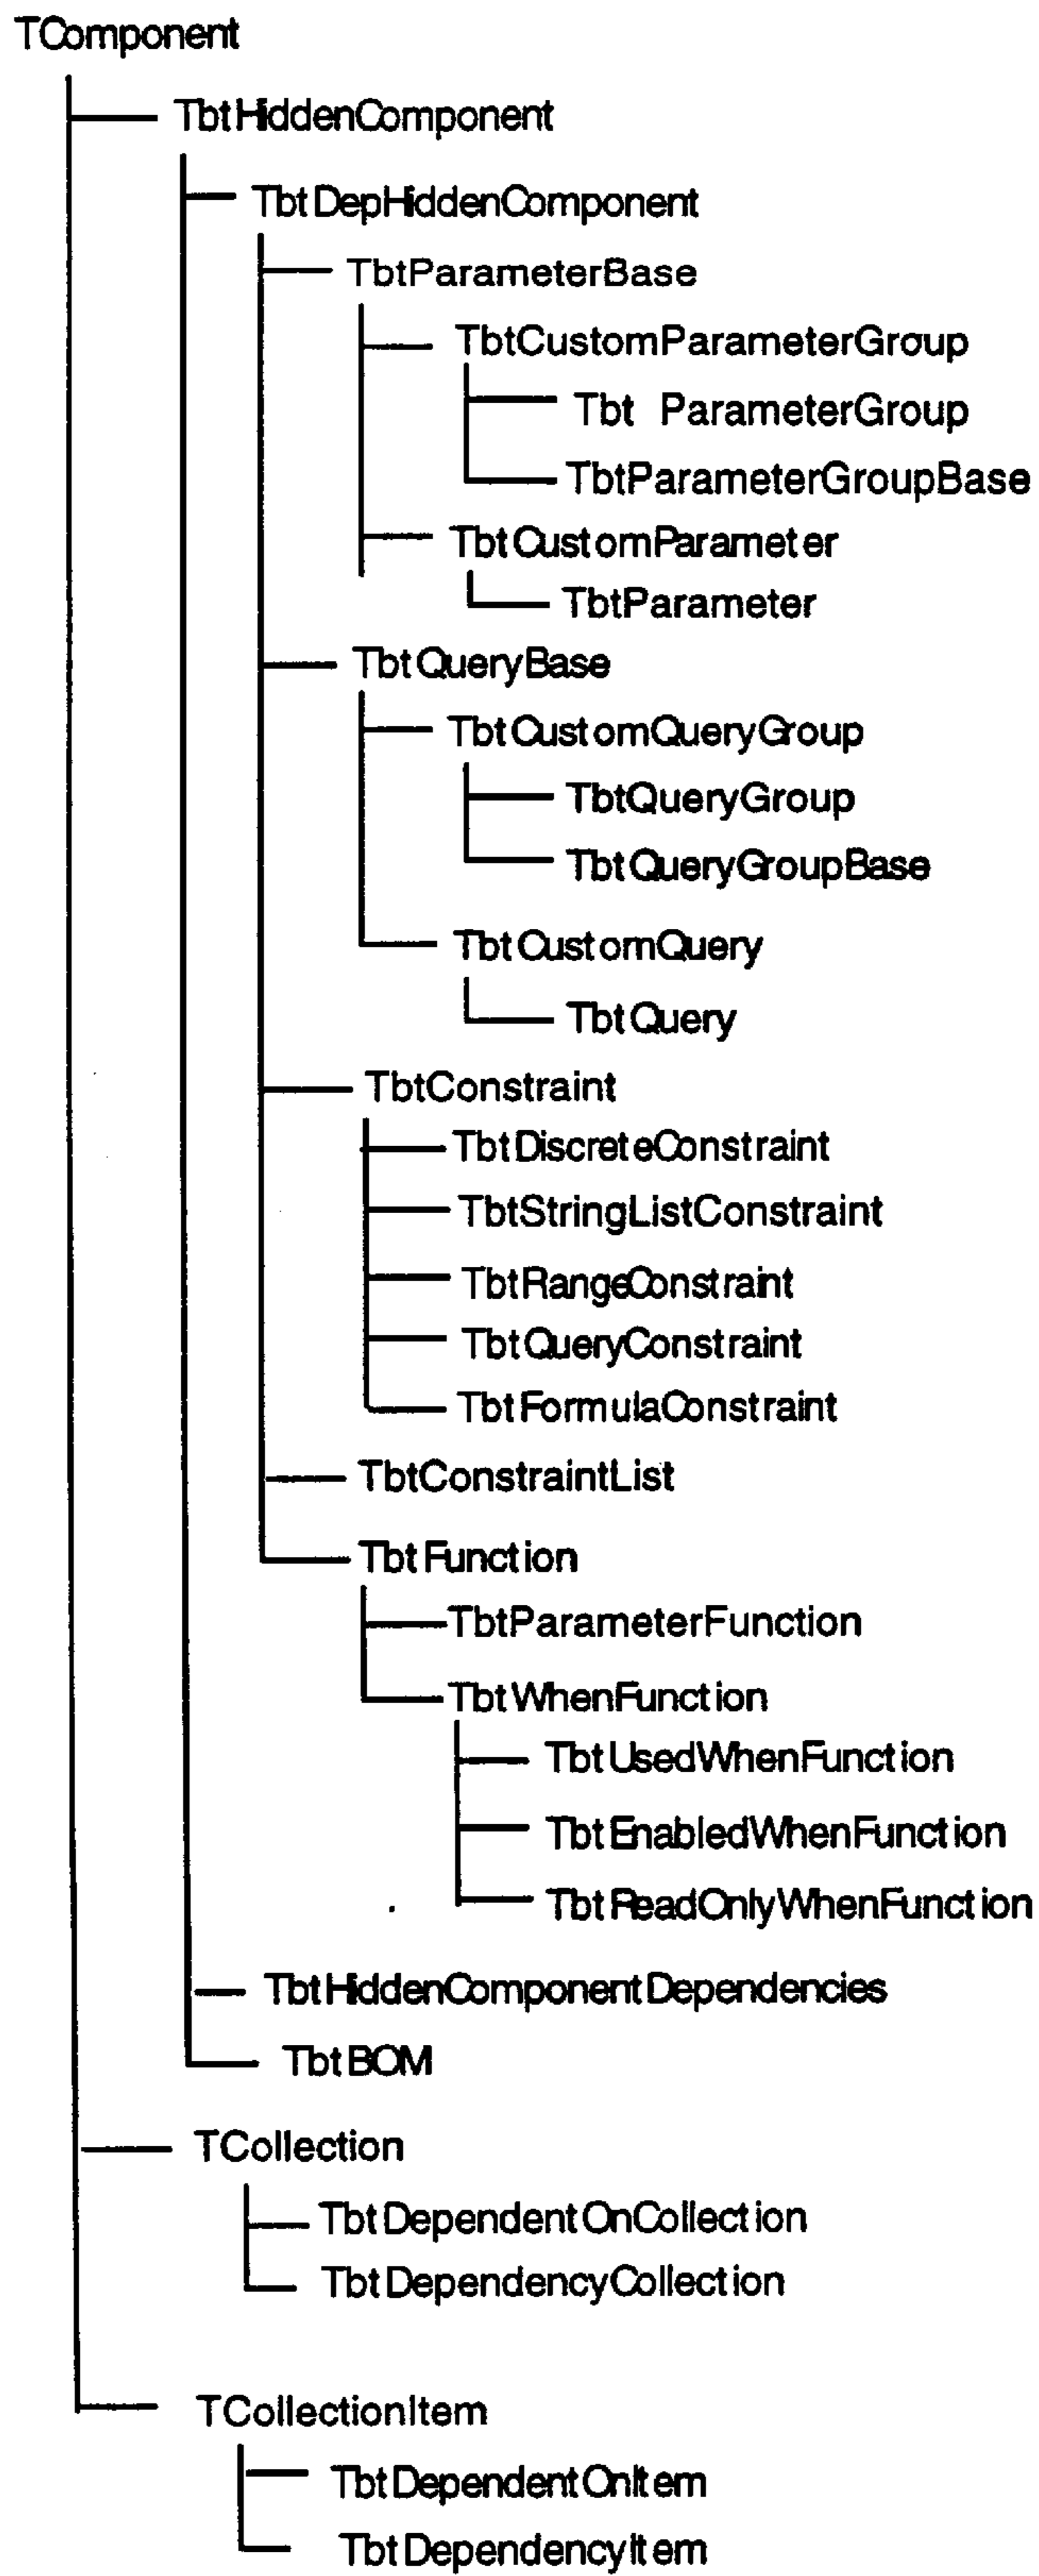 TComponent
TbtHiddenComponent
TbtDepHiddenComponent
TbtParameterBase
TbtCustomParameterGroup
Tbt ParameterGroup
TbtParameterGroupBase
TbtCustomParameter
TbtParameter
TbtQueryBase
TbtCustomQueryGroup
TbtQueryGroup
TbtQueryGroupBase
TbtCustomQuery
TbtQuery
TbtConstraint
TbtDiscreteConstraint
TbtStringListConstraint
TbtRangeConstraint
TbtQueryConstraint
TbtFormulaConstraint
TbtConstraintList
TbtFunction
TbtParameterFunction
TbtWhenFunction
TbtUsedWhenFunction
TbtEnabledWhenFunction
TbtReadOnlyWhenFunction
TbtHiddenComponentDependencies
TbtBOM
TCollection
TbtDependentOnCollection
TbtDependencyCollection
TCollectionItem
TbtDependentOnItem
TbtDependencyItem